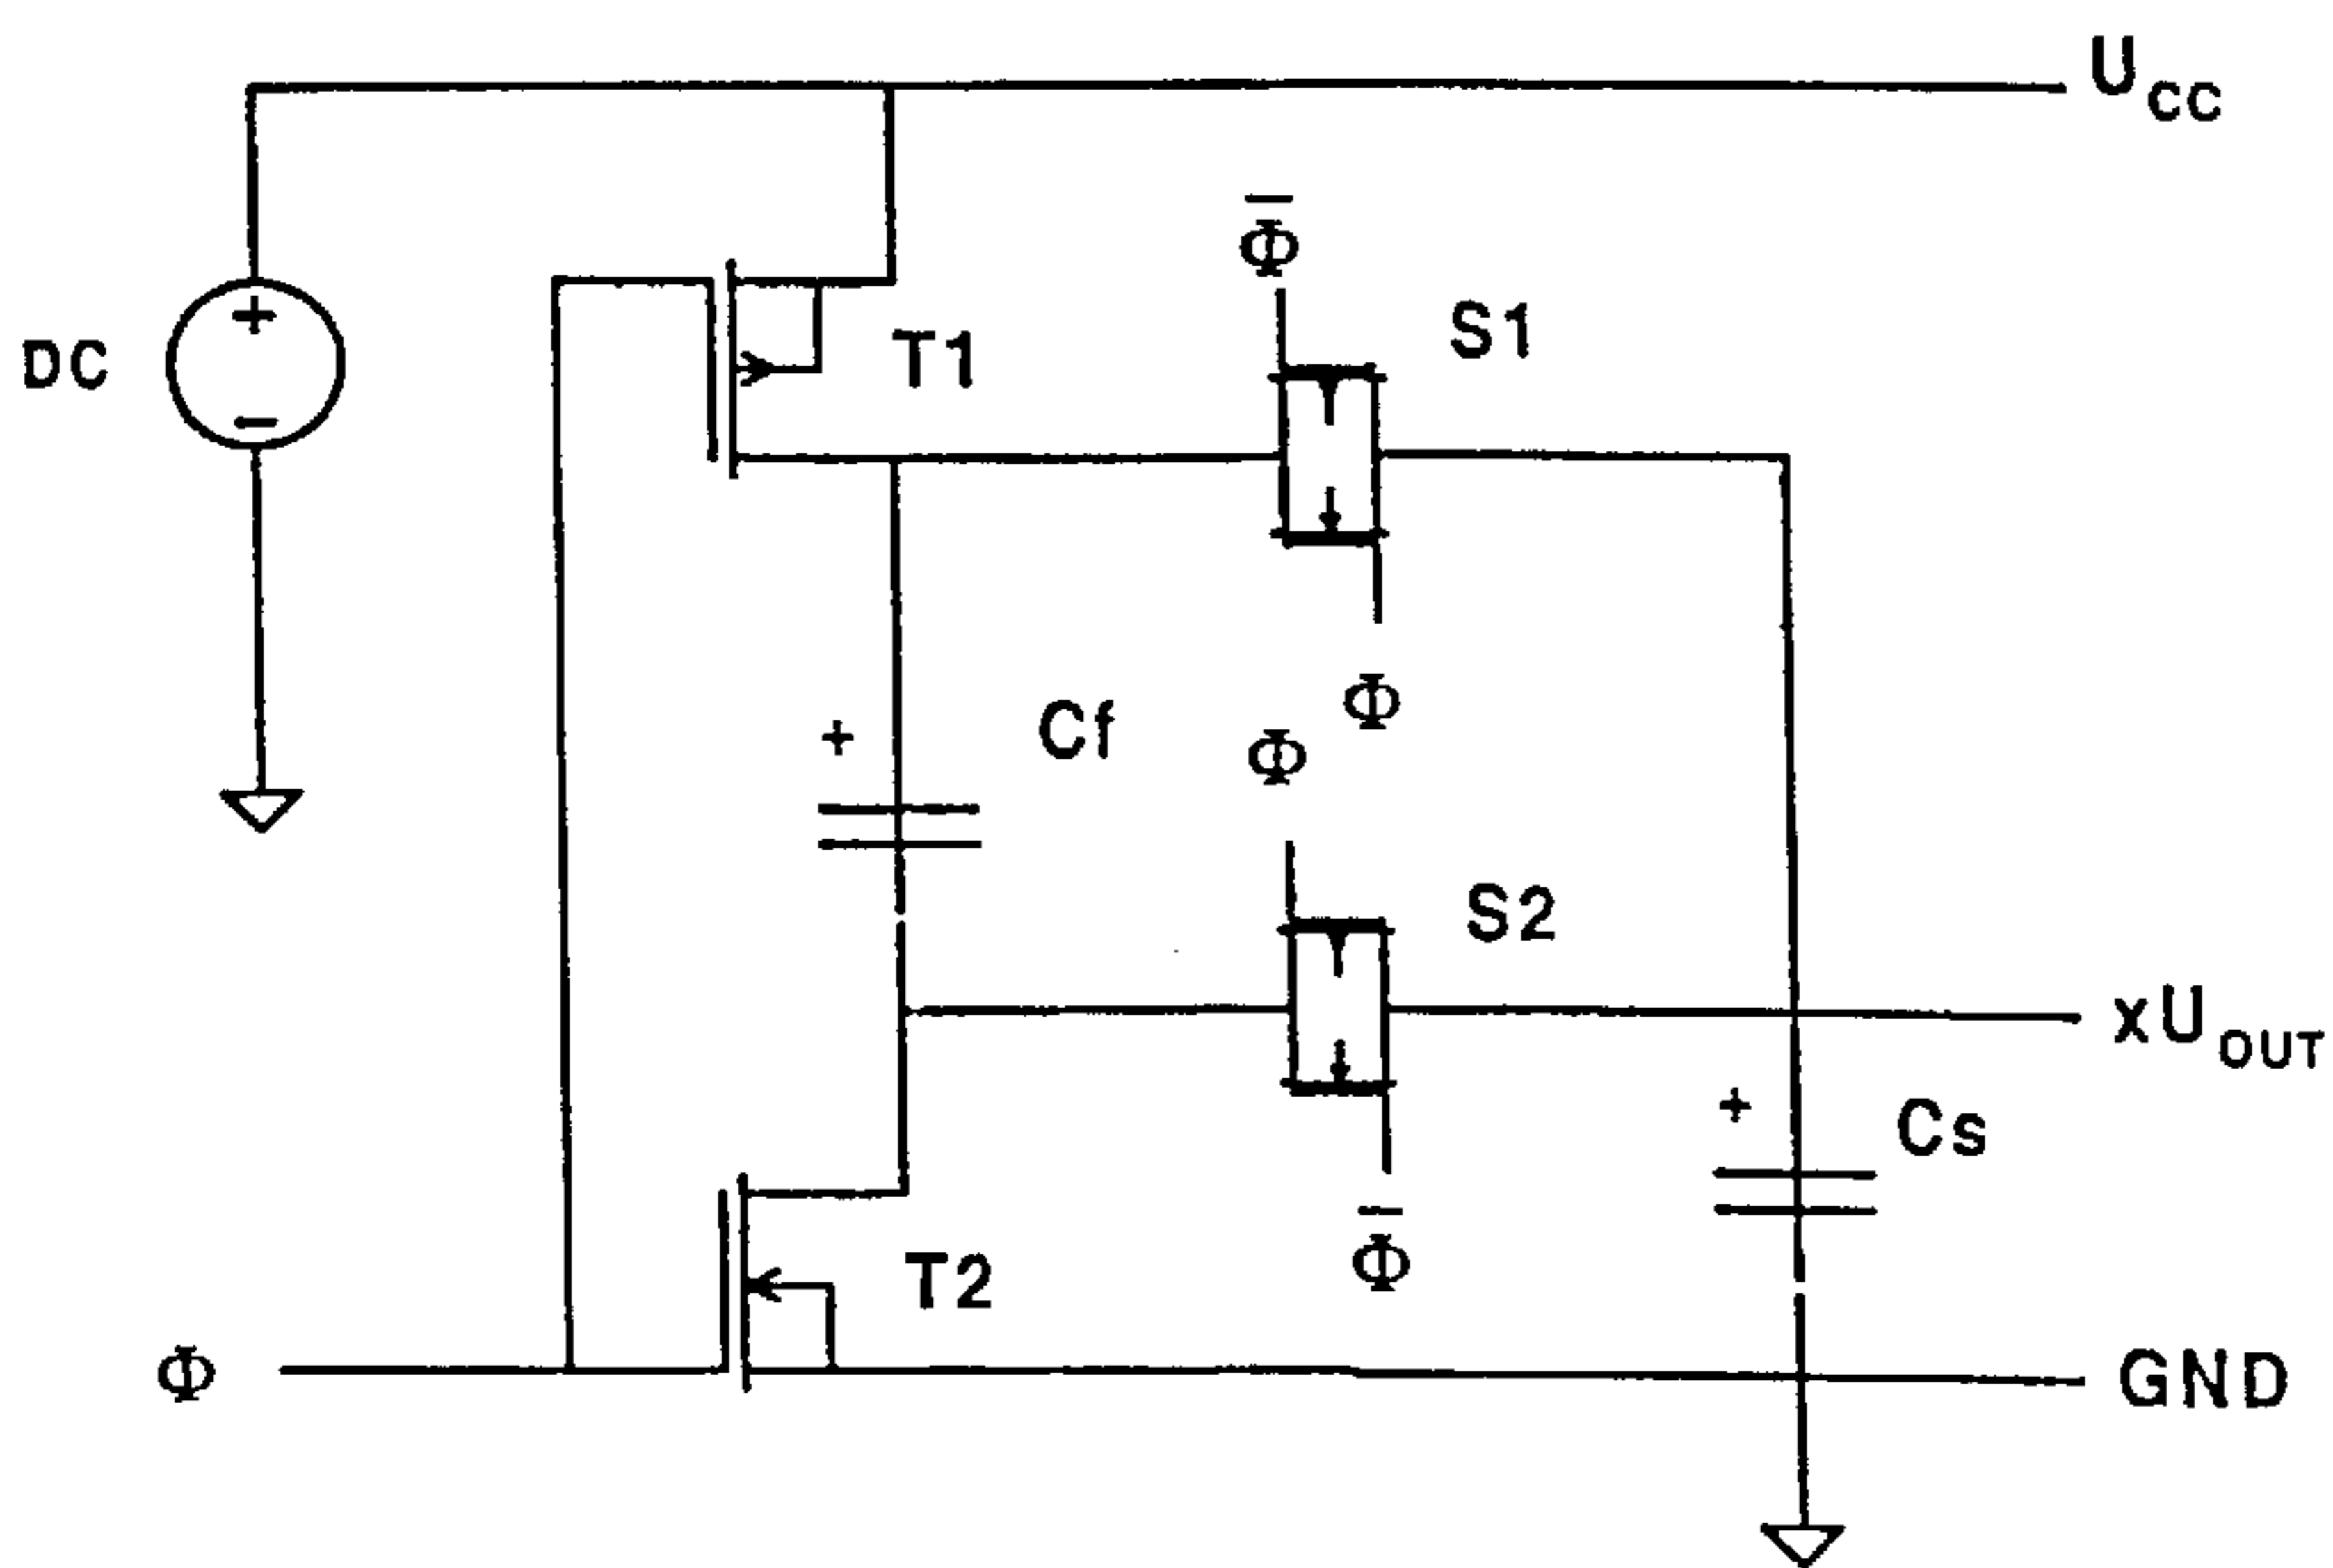 U_CC
Φ̅
S1
T1
DC
+
−
Φ
Cf
+
Φ
S2
xU_OUT
+
Cs
Φ̅
T2
Φ
GND